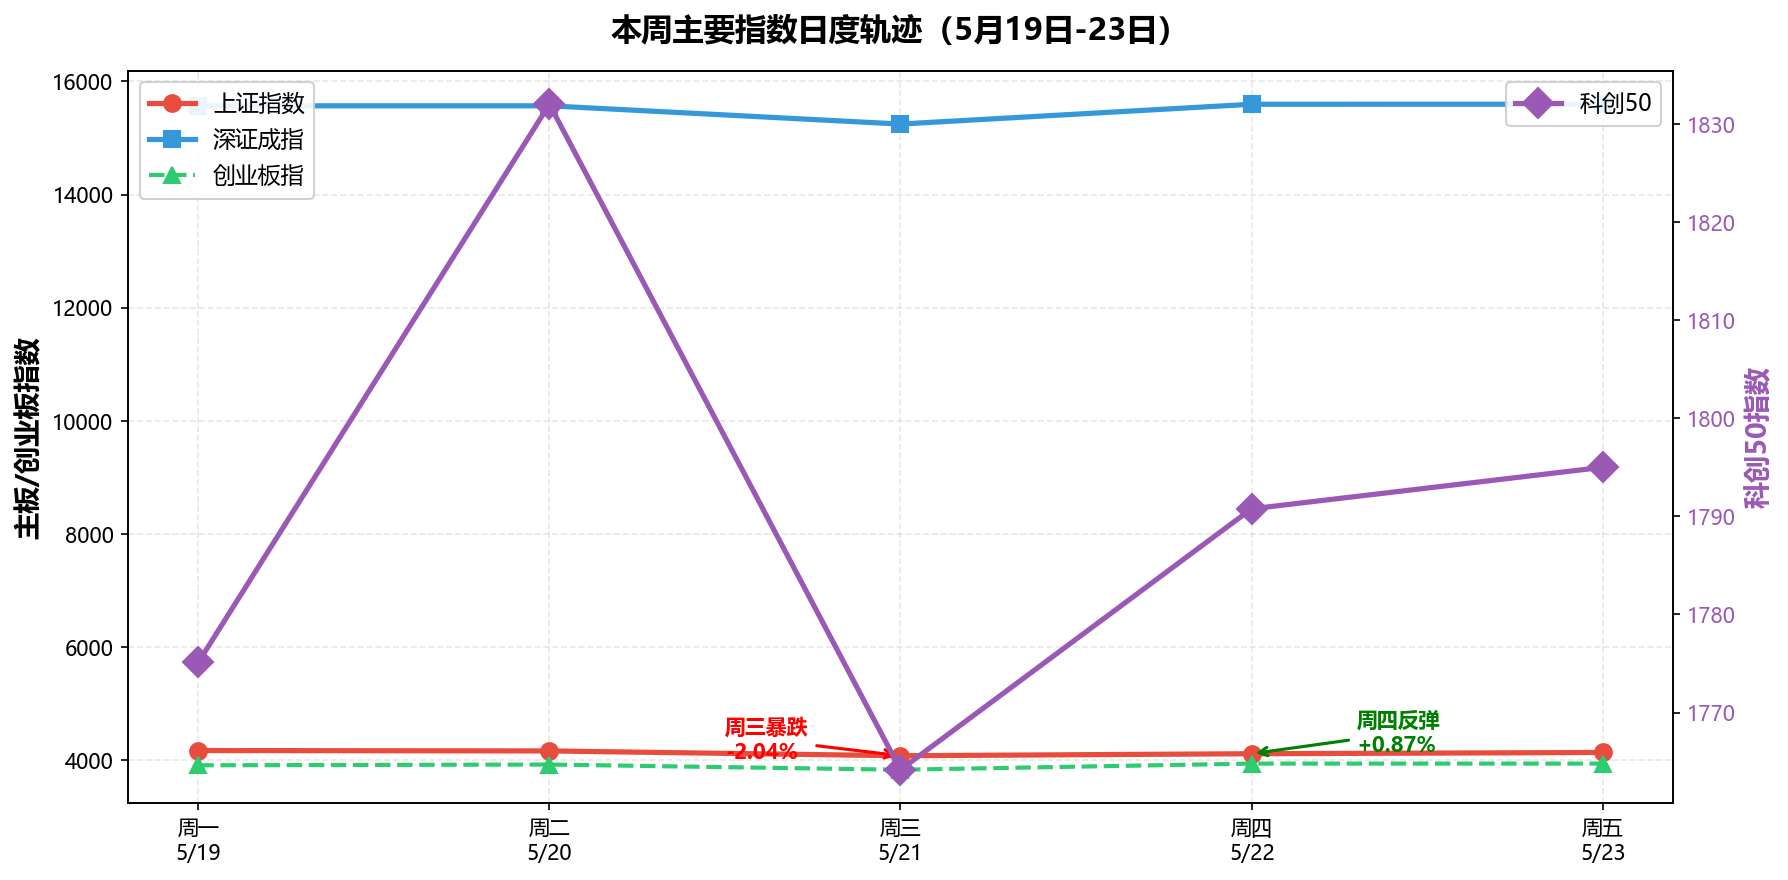 本周主要指数日度轨迹（5月19日-23日）
上证指数
深证成指
创业板指
科创50
主板/创业板指数
16000
14000
12000
10000
8000
6000
4000
科创50指数
1830
1820
1810
1800
1790
1780
1770
周三暴跌
-2.04%
周四反弹
+0.87%
周一
5/19
周二
5/20
周三
5/21
周四
5/22
周五
5/23